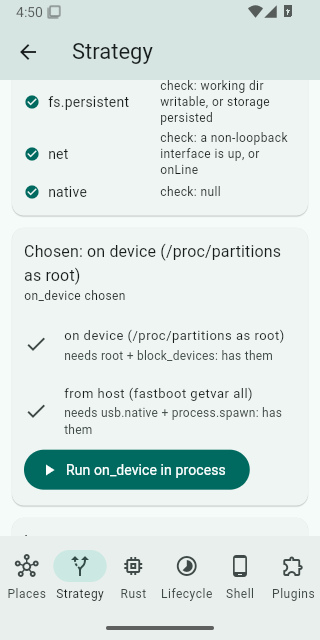 4:50
Strategy
check: working dir
fs.persistent
writable, or storage
persisted
check: a non-loopback
net
interface is up, or
onLine
native
check: null
Chosen: on device (/proc/partitions
as root)
on_device chosen
on device (/proc/partitions as root)
needs root + block_devices: has them
from host (fastboot getvar all)
needs usb.native + process.spawn: has
them
Run on_device in process
Places Strategy Rust Lifecycle Shell Plugins